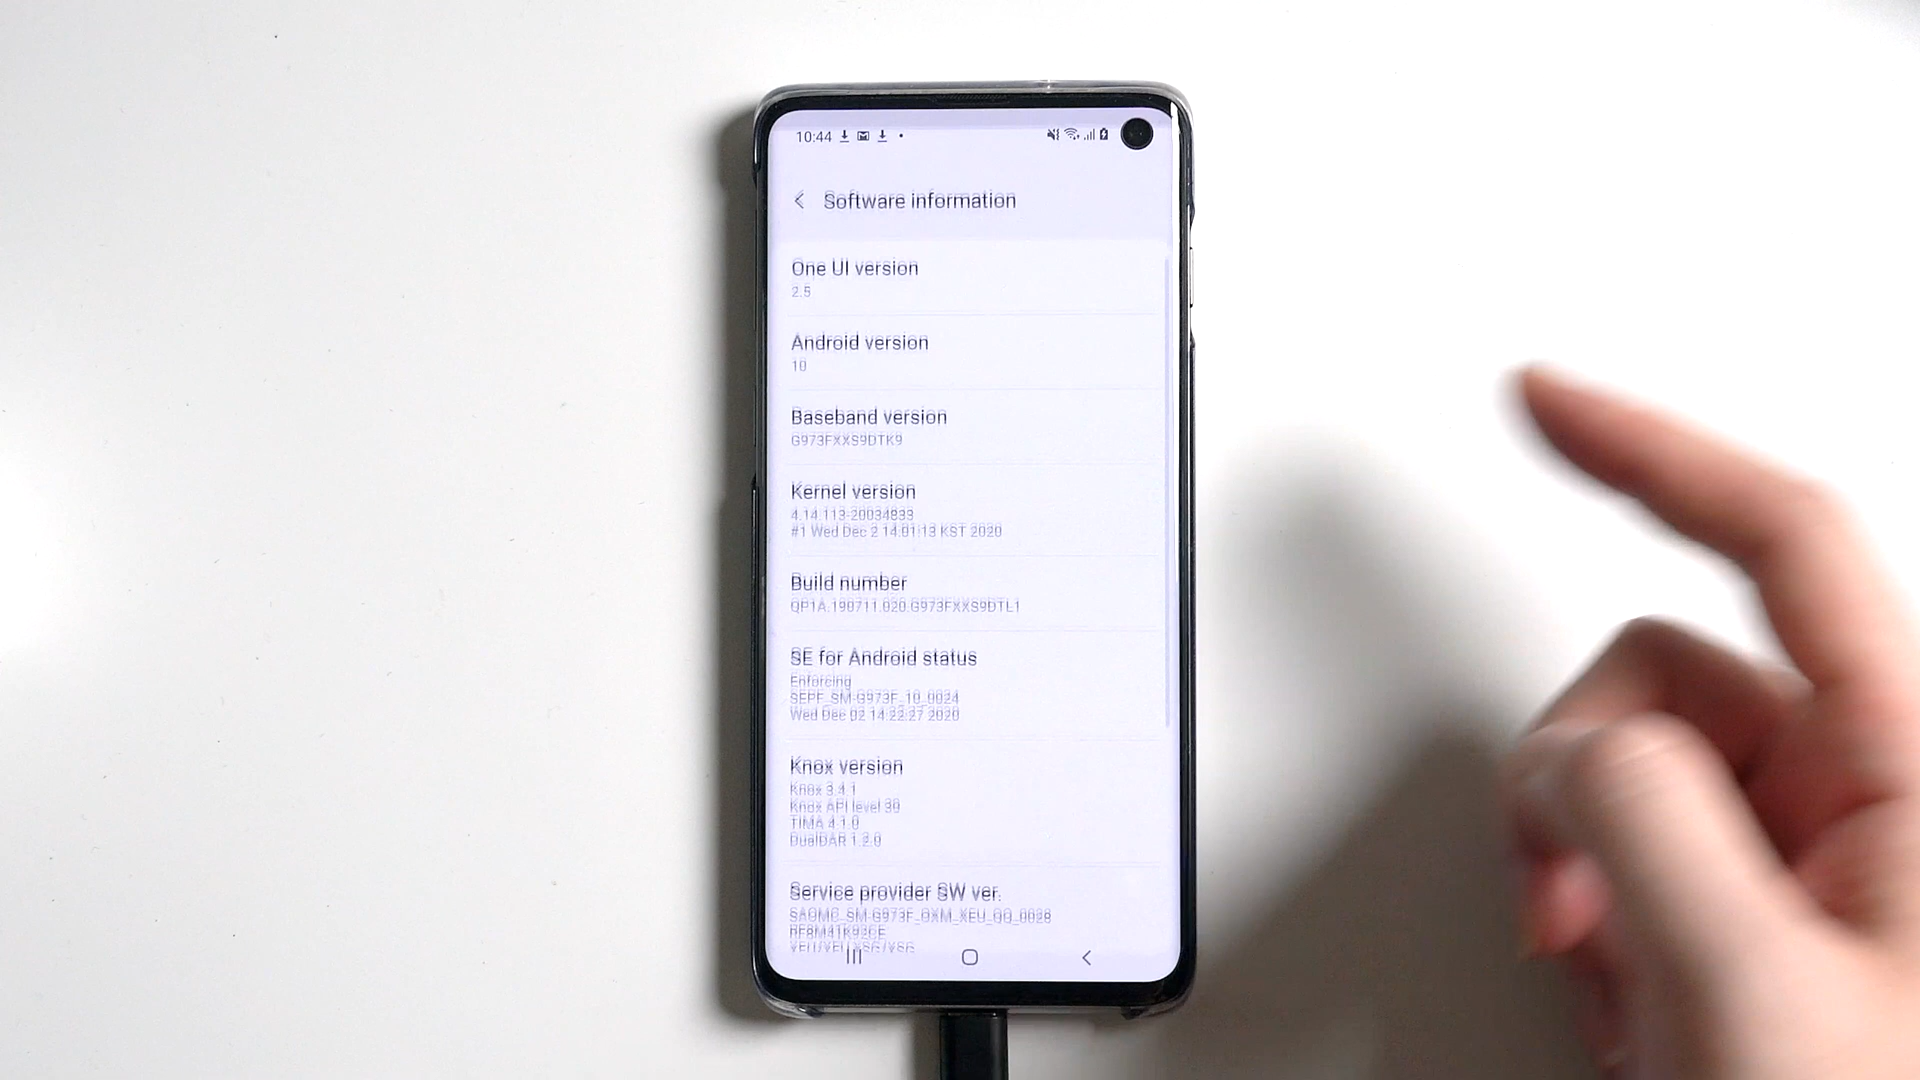 10:44
Software information
One UI version
2.5
Android version
10
Baseband version
G973FXXS9DTK9
Kernel version
4.14.113-20034833
#1 Wed Dec 2 14:01:13 KST 2020
Build number
QP1A.190711.020.G973FXXS9DTL1
SE for Android status
Enforcing
SEPF_SM-G973F_10_0024
Wed Dec 02 14:22:27 2020
Knox version
Knox 3.4.1
Knox API level 30
TIMA 4.1.0
DualDAR 1.2.0
Service provider SW ver.
SAOMC_SM-G973F_OXM_XEU_QQ_0028